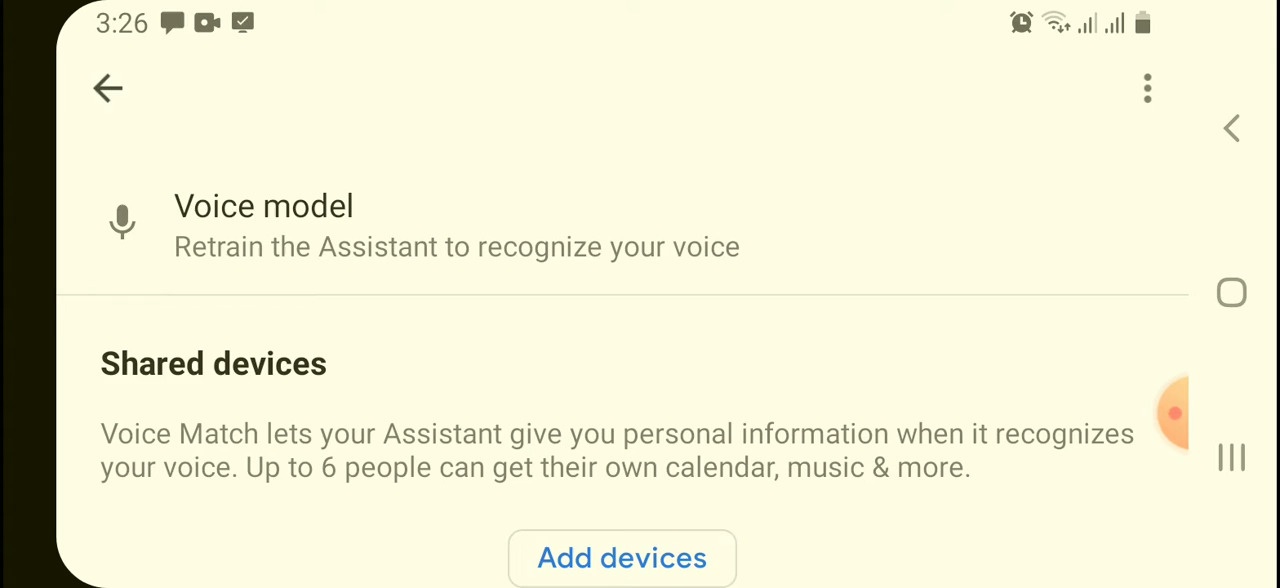 3:26
Voice model
Retrain the Assistant to recognize your voice
Shared devices
Voice Match lets your Assistant give you personal information when it recognizes
your voice. Up to 6 people can get their own calendar, music & more.
Add devices